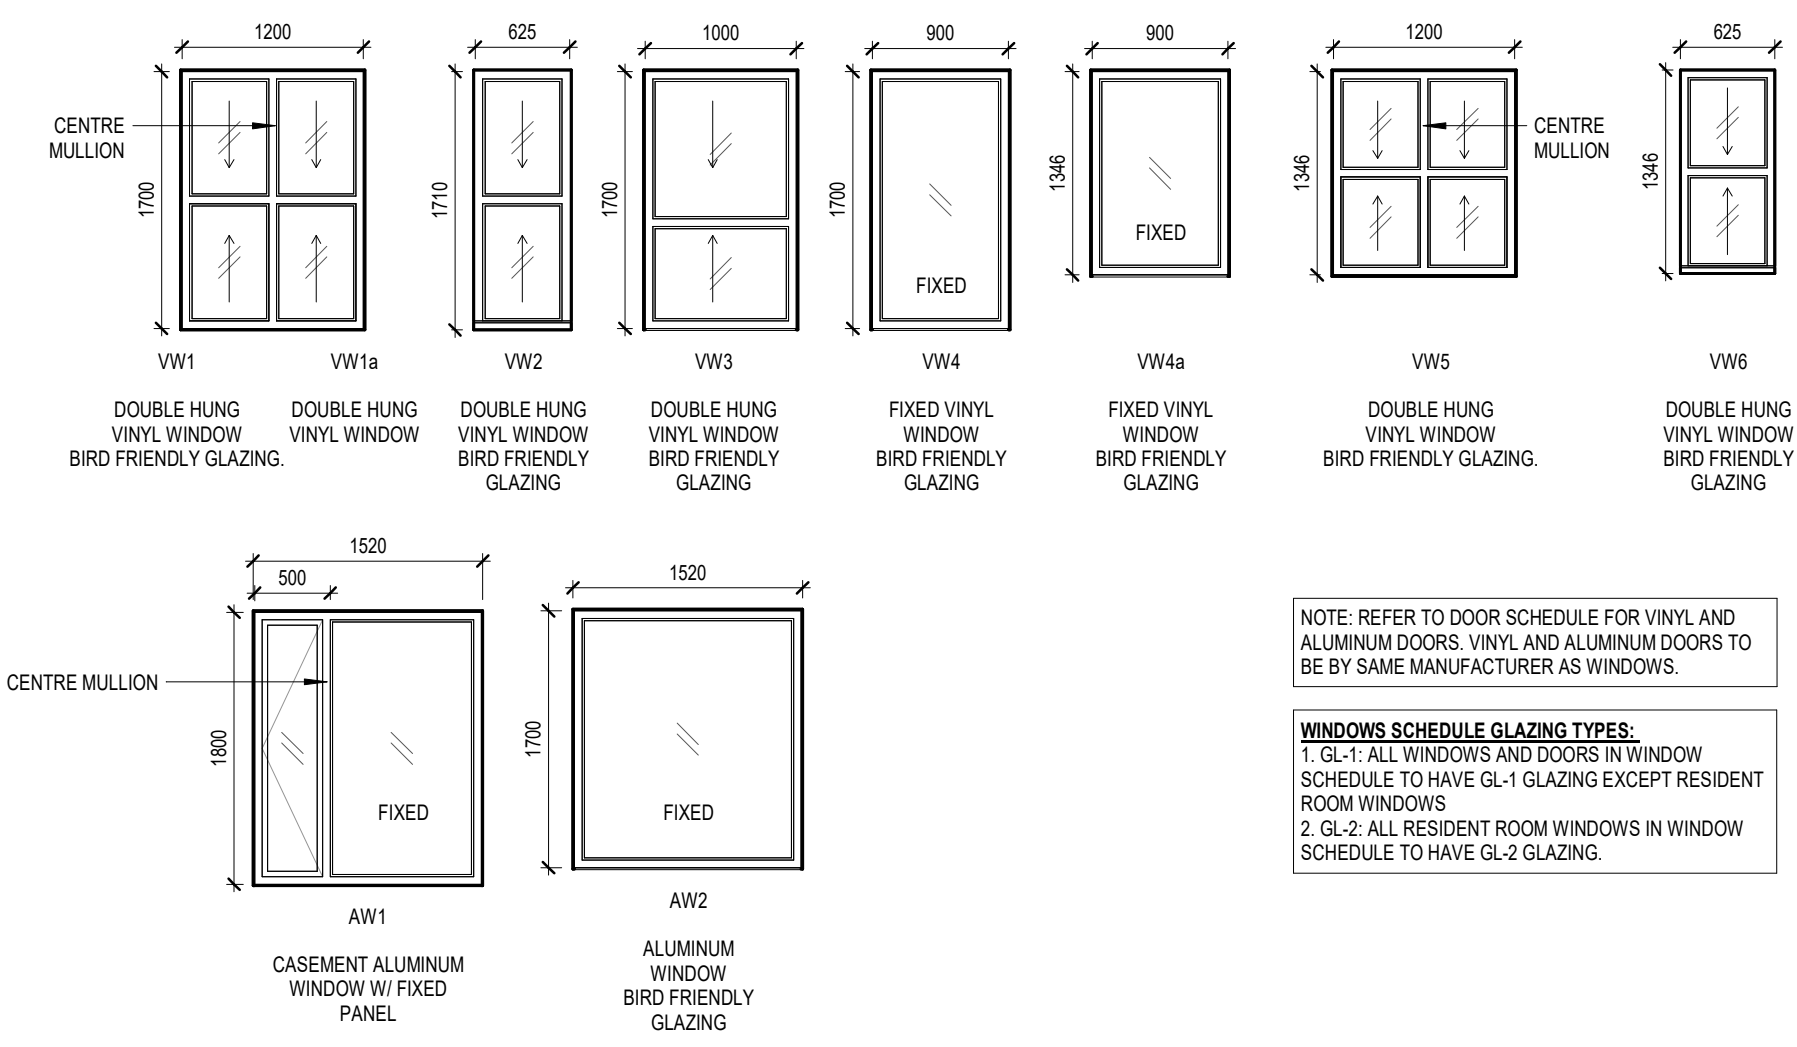 1200
625
1000
900
900
1200
625
CENTRE
MULLION
1700
1710
1700
1700
1346
FIXED
FIXED
1346
CENTRE
MULLION
1346
VW1
VW1a
VW2
VW3
VW4
VW4a
VW5
VW6
DOUBLE HUNG
VINYL WINDOW
BIRD FRIENDLY GLAZING.
DOUBLE HUNG
VINYL WINDOW
DOUBLE HUNG
VINYL WINDOW
BIRD FRIENDLY
GLAZING
DOUBLE HUNG
VINYL WINDOW
BIRD FRIENDLY
GLAZING
FIXED VINYL
WINDOW
BIRD FRIENDLY
GLAZING
FIXED VINYL
WINDOW
BIRD FRIENDLY
GLAZING
DOUBLE HUNG
VINYL WINDOW
BIRD FRIENDLY GLAZING.
DOUBLE HUNG
VINYL WINDOW
BIRD FRIENDLY
GLAZING
1520
500
CENTRE MULLION
1800
FIXED
AW1
CASEMENT ALUMINUM
WINDOW W/ FIXED
PANEL
1520
1700
FIXED
AW2
ALUMINUM
WINDOW
BIRD FRIENDLY
GLAZING
NOTE: REFER TO DOOR SCHEDULE FOR VINYL AND
ALUMINUM DOORS. VINYL AND ALUMINUM DOORS TO
BE BY SAME MANUFACTURER AS WINDOWS.
WINDOWS SCHEDULE GLAZING TYPES:
1. GL-1: ALL WINDOWS AND DOORS IN WINDOW
SCHEDULE TO HAVE GL-1 GLAZING EXCEPT RESIDENT
ROOM WINDOWS
2. GL-2: ALL RESIDENT ROOM WINDOWS IN WINDOW
SCHEDULE TO HAVE GL-2 GLAZING.